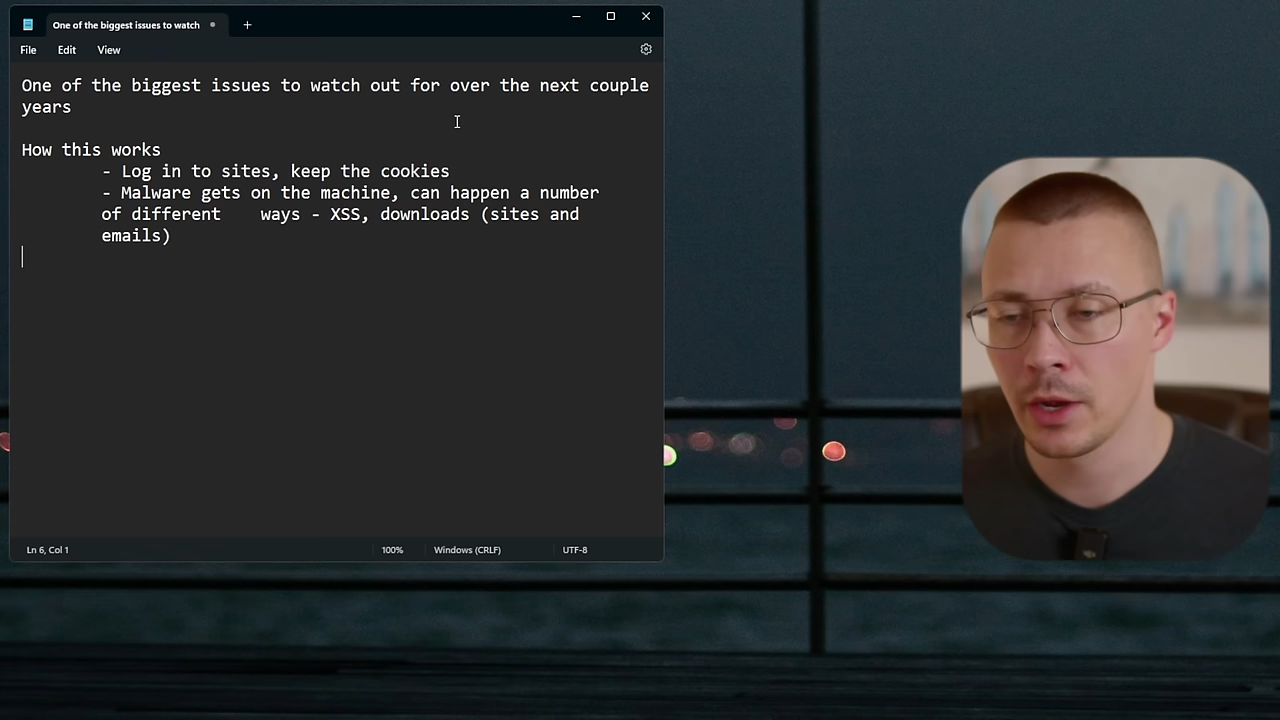 One of the biggest issues to watch
File Edit View
One of the biggest issues to watch out for over the next couple
years
How this works
- Log in to sites, keep the cookies
- Malware gets on the machine, can happen a number
of different    ways - XSS, downloads (sites and
emails)
Ln 6, Col 1 100% Windows (CRLF) UTF-8